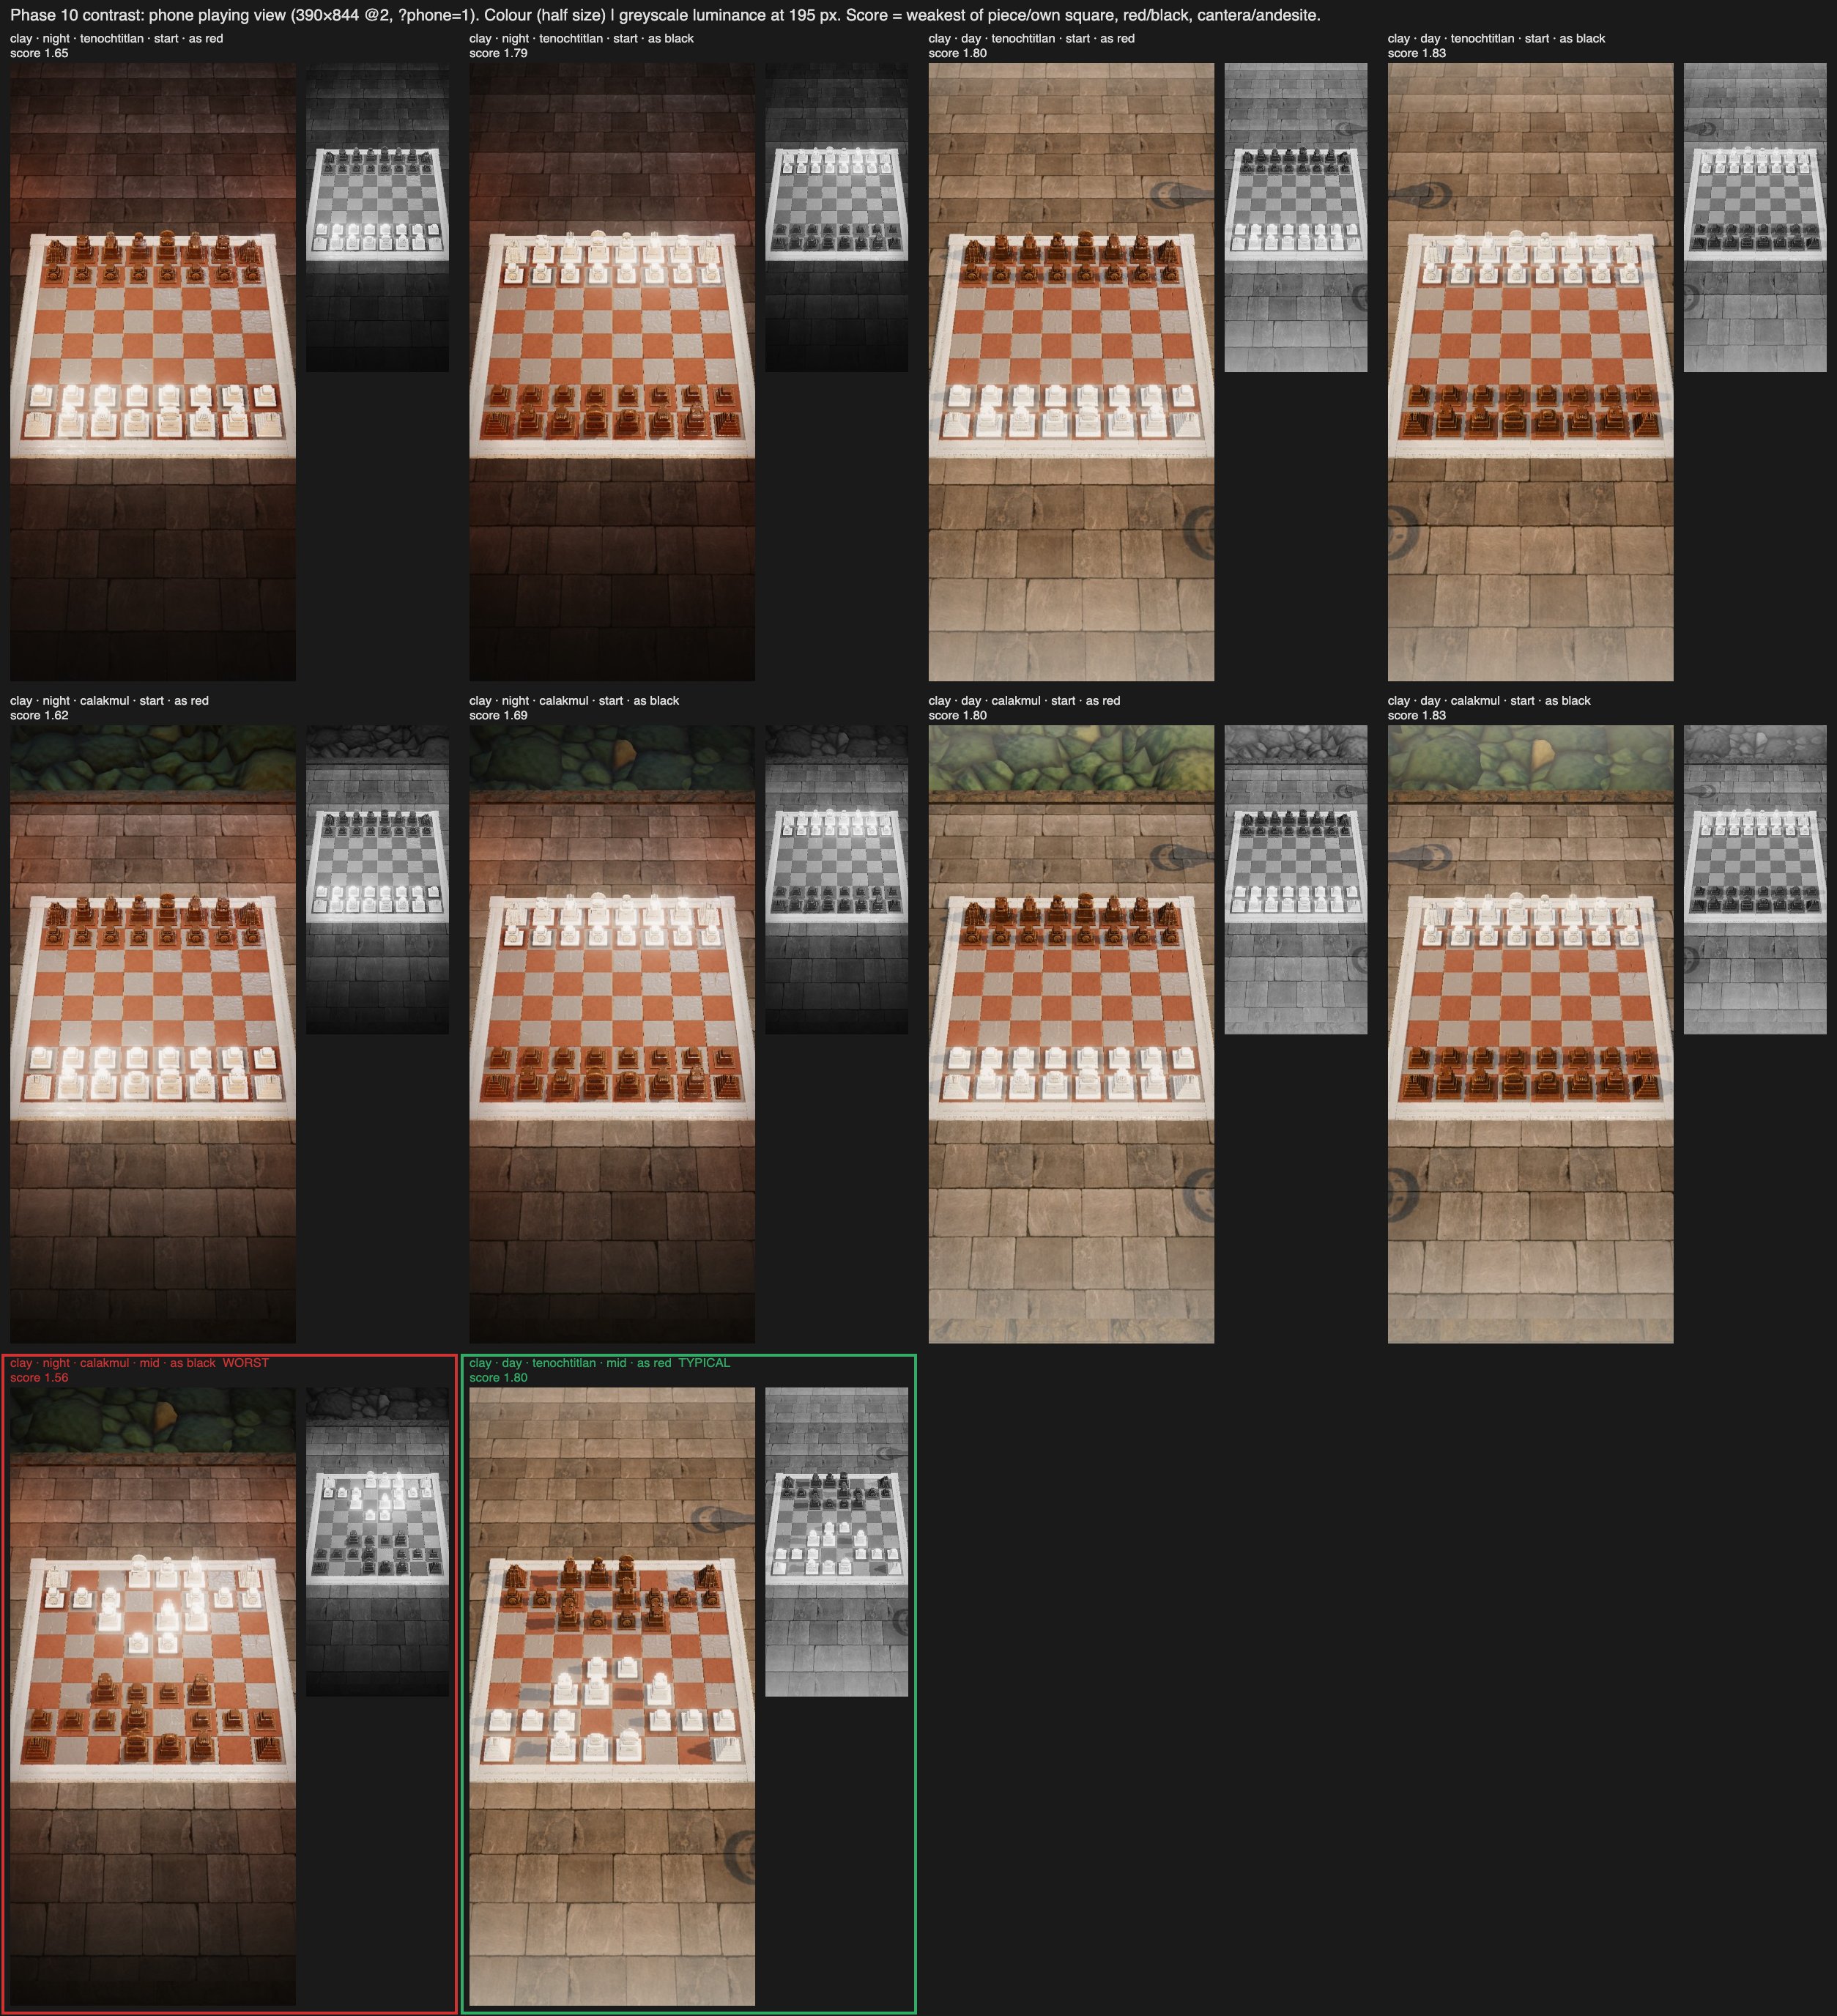 Phase 10 contrast: phone playing view (390×844 @2, ?phone=1). Colour (half size) | greyscale luminance at 195 px. Score = weakest of piece/own square, red/black, cantera/andesite.
clay · night · tenochtitlan · start · as red
score 1.65
clay · night · tenochtitlan · start · as black
score 1.79
clay · day · tenochtitlan · start · as red
score 1.80
clay · day · tenochtitlan · start · as black
score 1.83
clay · night · calakmul · start · as red
score 1.62
clay · night · calakmul · start · as black
score 1.69
clay · day · calakmul · start · as red
score 1.80
clay · day · calakmul · start · as black
score 1.83
clay · night · calakmul · mid · as black  WORST
score 1.56
clay · day · tenochtitlan · mid · as red  TYPICAL
score 1.80